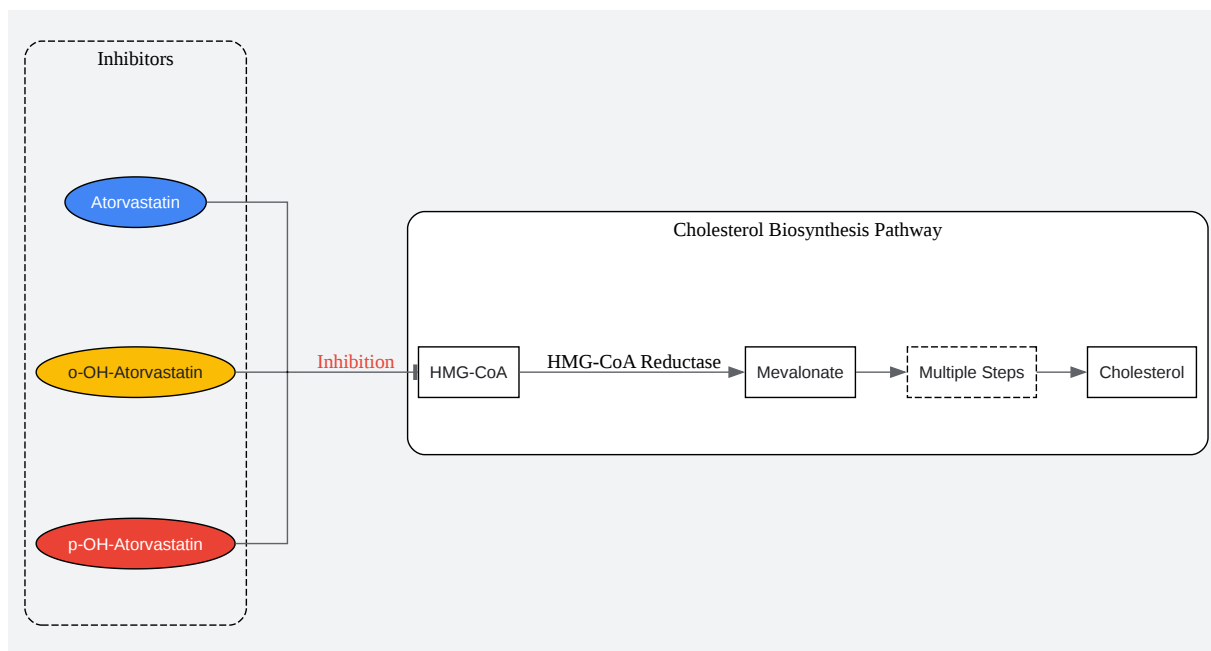 Inhibitors
Atorvastatin
o-OH-Atorvastatin
p-OH-Atorvastatin
Inhibition
Cholesterol Biosynthesis Pathway
HMG-CoA
HMG-CoA Reductase
Mevalonate
Multiple Steps
Cholesterol